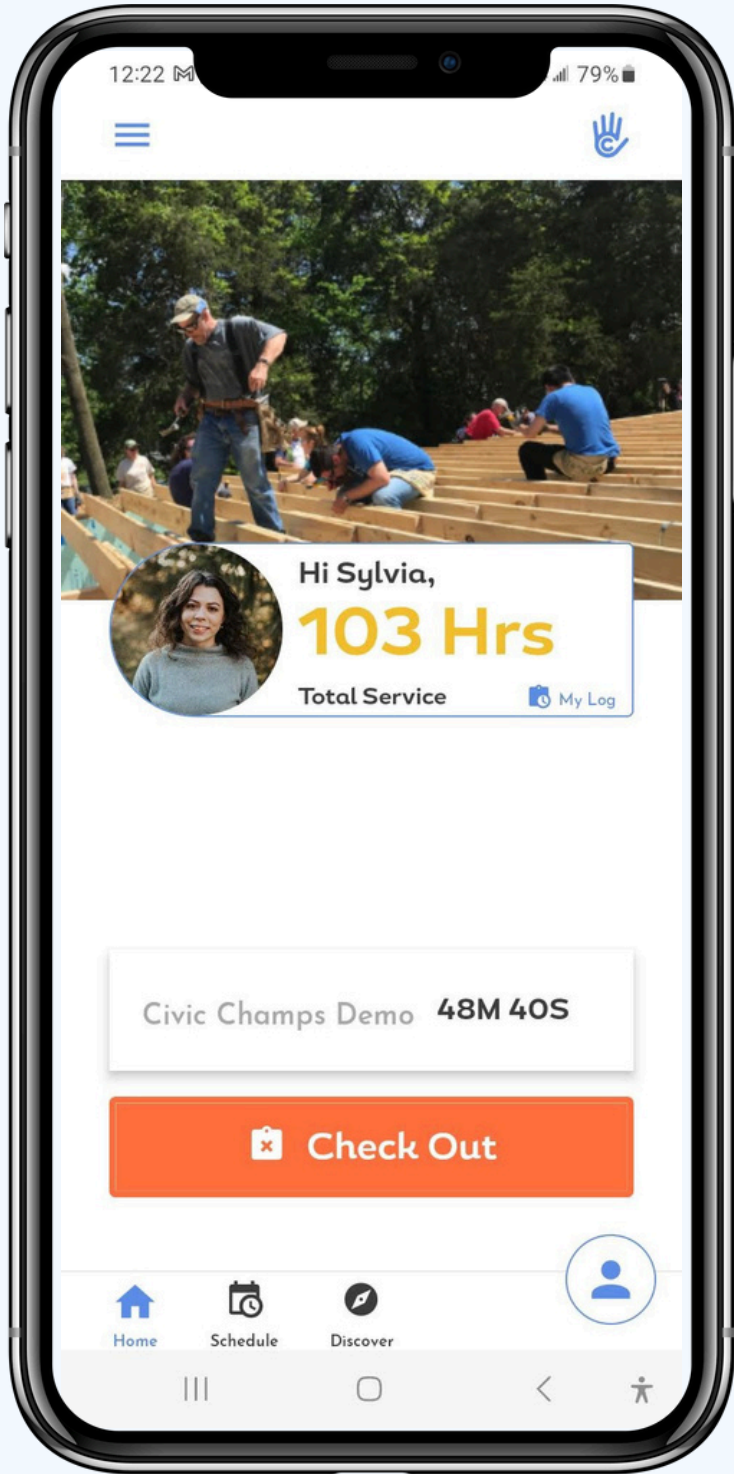 12:22
79%
C
Hi Sylvia,
103 Hrs
Total Service
My Log
Civic Champs Demo 48M 40S
Check Out
Home Schedule Discover